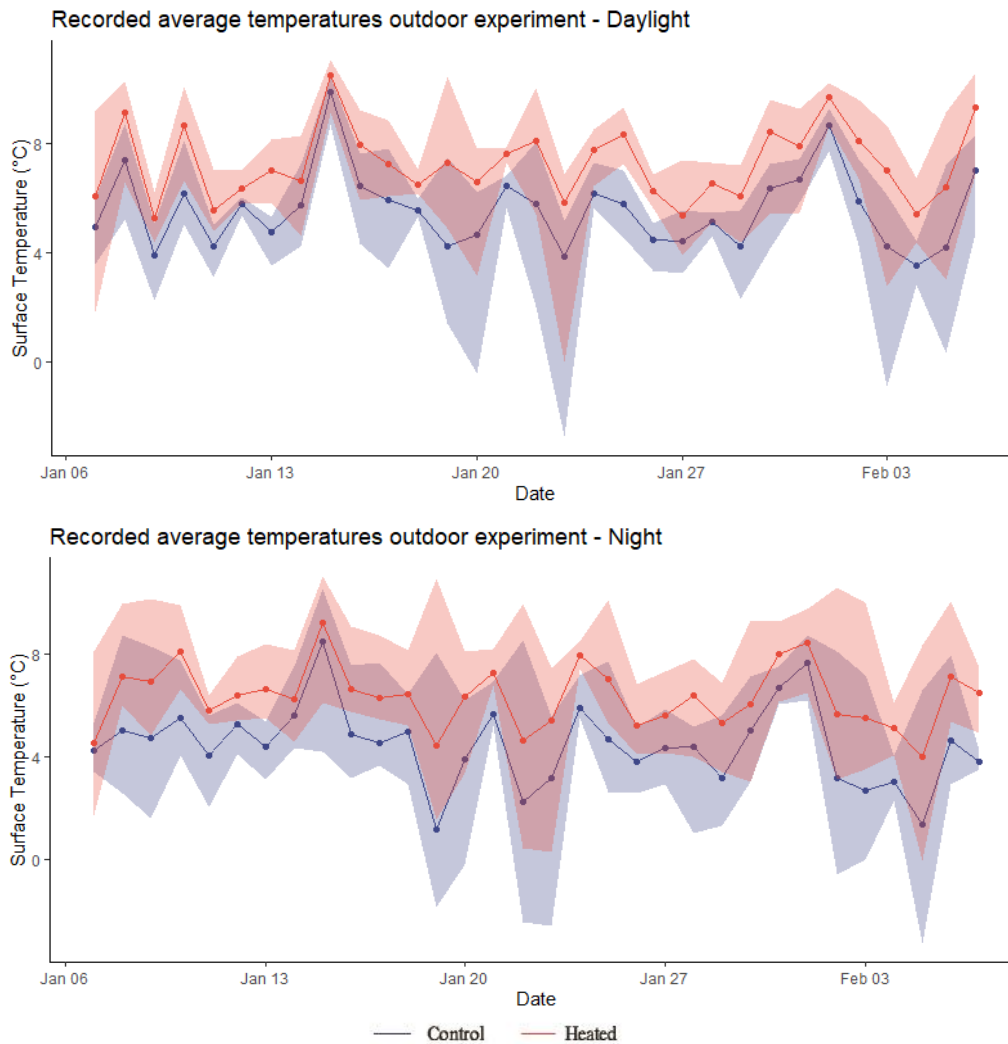 Recorded average temperatures outdoor experiment - Daylight
Surface Temperature (°C)
8
4
0
Jan 06 Jan 13 Jan 20 Jan 27 Feb 03
Date
Recorded average temperatures outdoor experiment - Night
Surface Temperature (°C)
8
4
0
Jan 06 Jan 13 Jan 20 Jan 27 Feb 03
Date
Control Heated